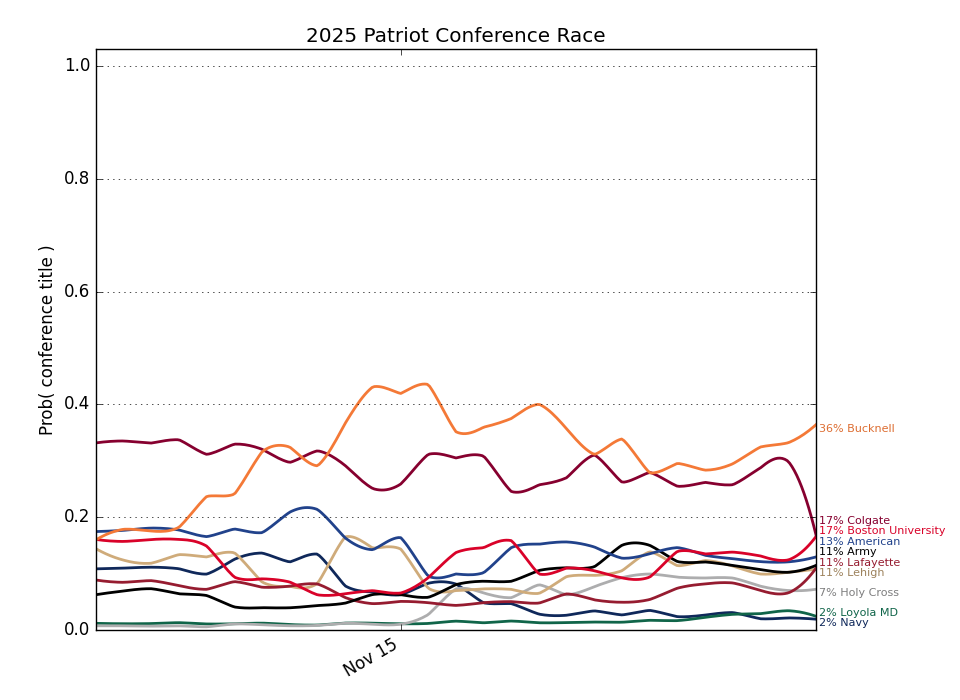 2025 Patriot Conference Race
Prob( conference title )
1.0
0.8
0.6
0.4
0.2
0.0
Nov 15
36% Bucknell
17% Colgate
17% Boston University
13% American
11% Army
11% Lafayette
11% Lehigh
7% Holy Cross
2% Loyola MD
2% Navy